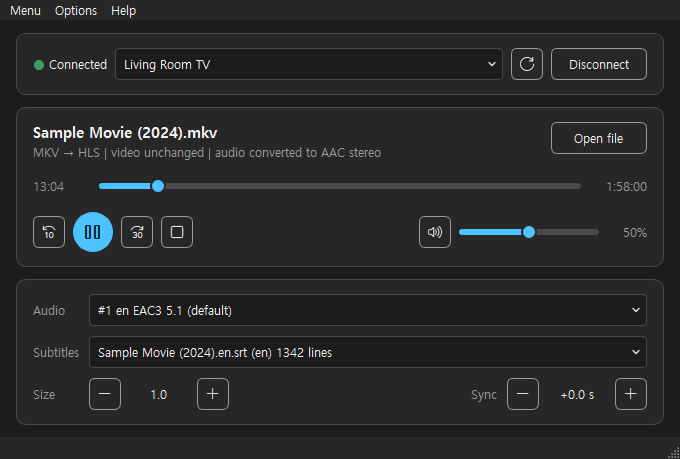 Menu Options Help
Connected Living Room TV Disconnect
Sample Movie (2024).mkv
Open file
MKV → HLS | video unchanged | audio converted to AAC stereo
13:04 1:58:00
10 30 50%
Audio #1 en EAC3 5.1 (default)
Subtitles Sample Movie (2024).en.srt (en) 1342 lines
Size − 1.0 + Sync − +0.0 s +